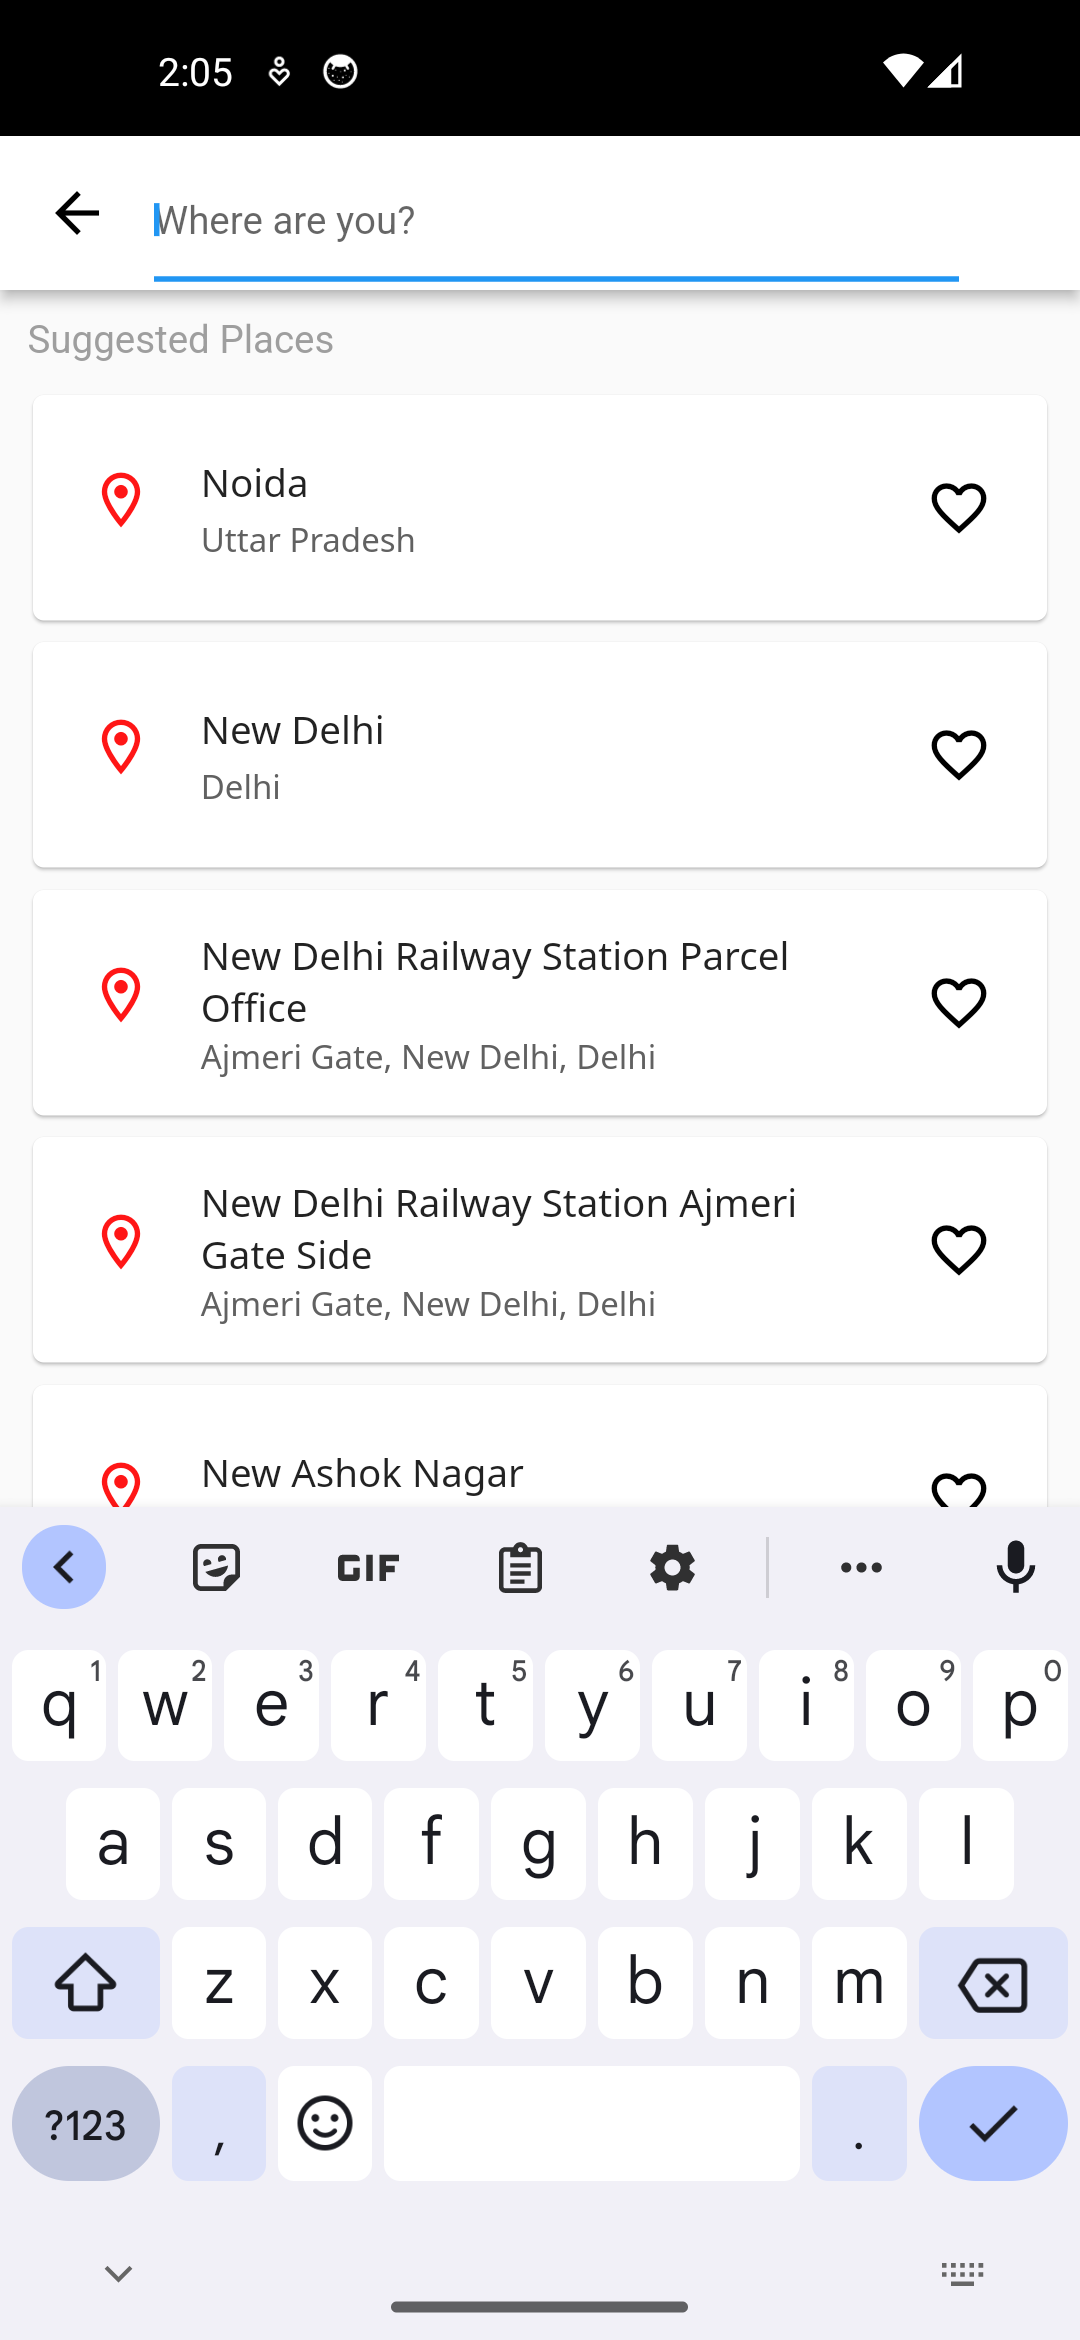 2:05
Where are you?
Suggested Places
Noida
Uttar Pradesh
New Delhi
Delhi
New Delhi Railway Station Parcel
Office
Ajmeri Gate, New Delhi, Delhi
New Delhi Railway Station Ajmeri
Gate Side
Ajmeri Gate, New Delhi, Delhi
New Ashok Nagar
GIF
q 1 w 2 e 3 r 4 t 5 y 6 u 7 i 8 o 9 p 0
a s d f g h j k l
z x c v b n m
?123 , .